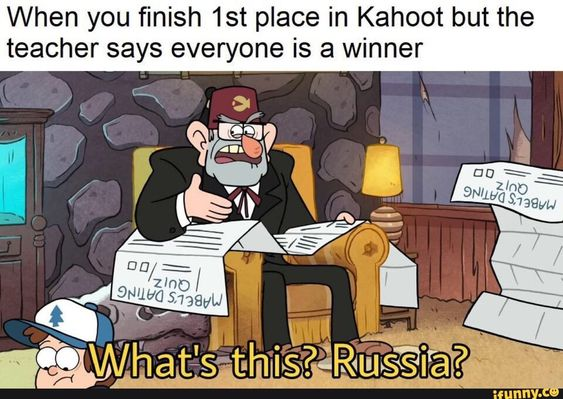 When you finish 1st place in Kahoot but the
teacher says everyone is a winner
MABEL'S DATING
QUIZ
MABEL'S DATING
QUIZ
What's this? Russia?
ifunny.co